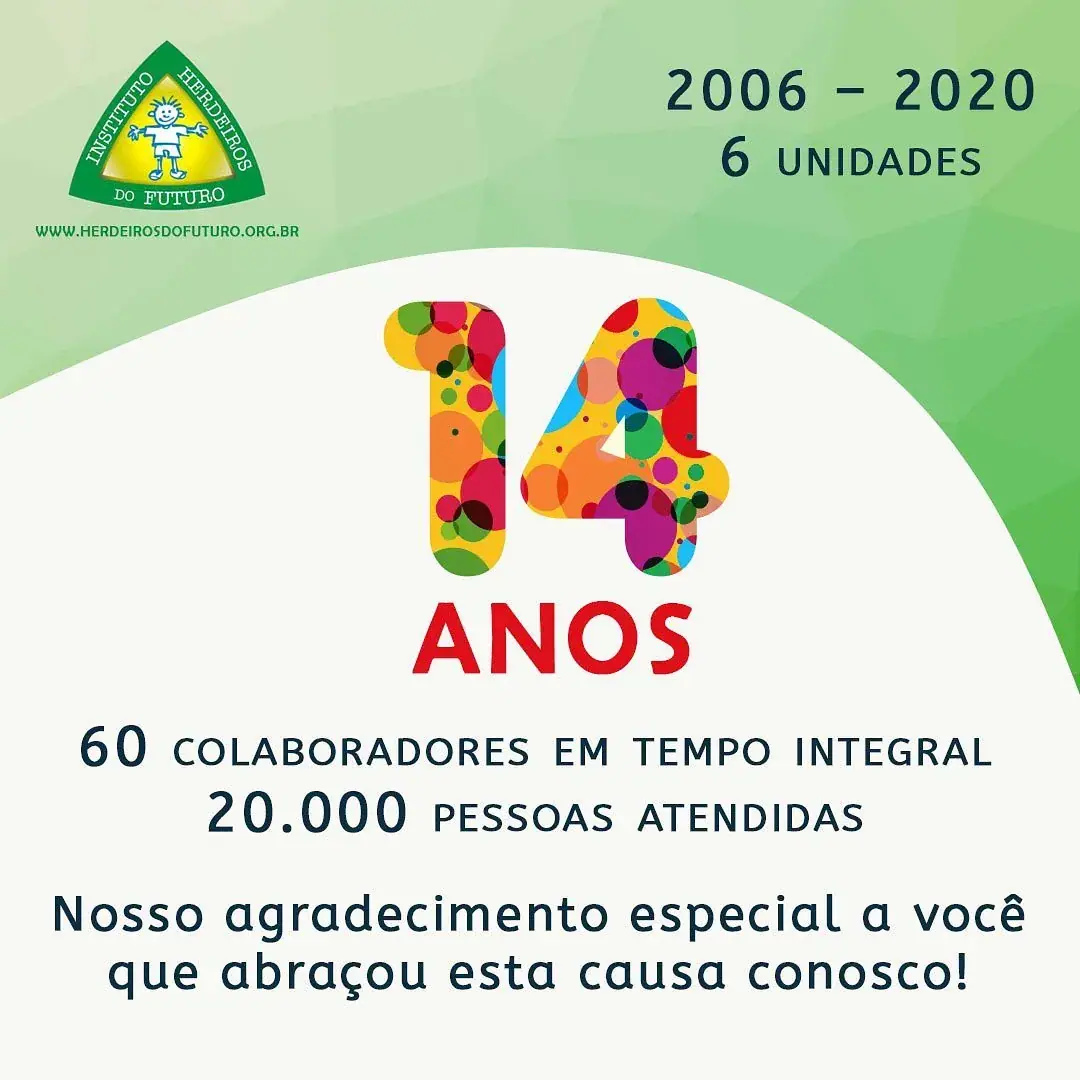 INSTITUTO HERDEIROS
DO FUTURO
WWW.HERDEIROSDOFUTURO.ORG.BR
2006 – 2020
6 UNIDADES
14
ANOS
60 COLABORADORES EM TEMPO INTEGRAL
20.000 PESSOAS ATENDIDAS
Nosso agradecimento especial a você
que abraçou esta causa conosco!